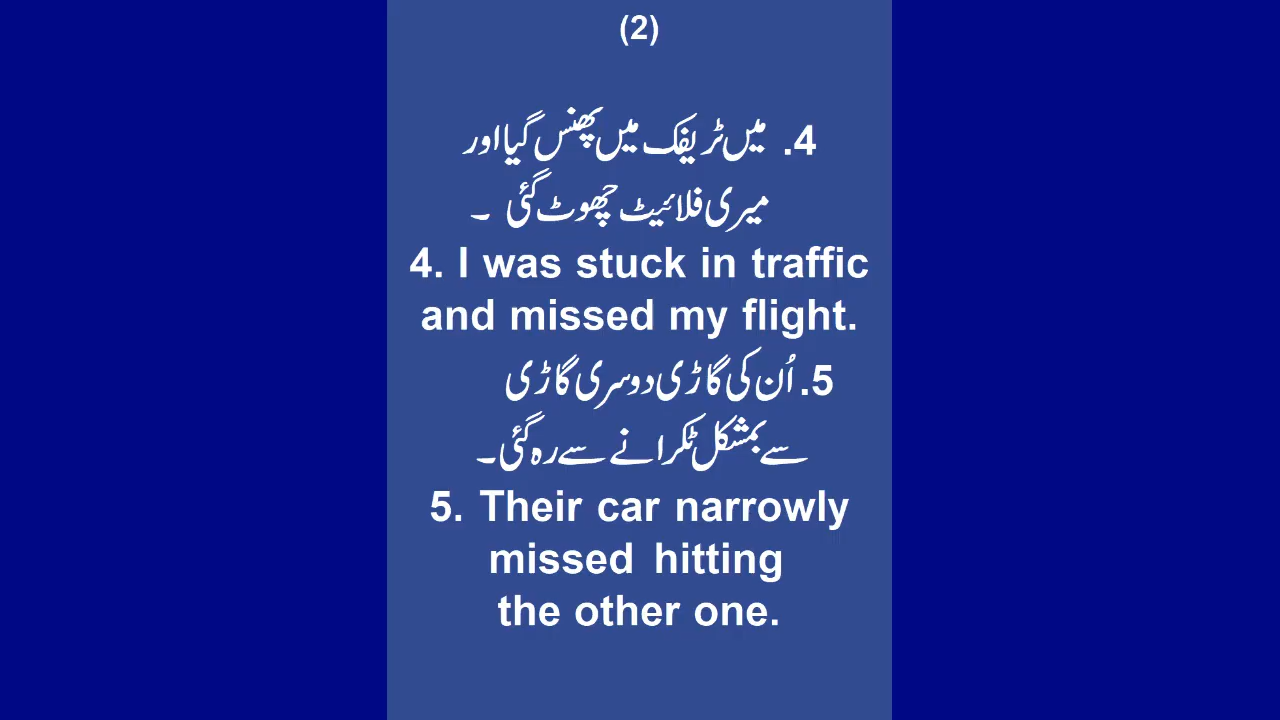 (2)
4. میں ٹریفک میں پھنس گیا اور
میری فلائیٹ چھوٹ گئی ۔
4. I was stuck in traffic
and missed my flight.
5. اُن کی گاڑی دوسری گاڑی
سے بمشکل ٹکرانے سے رہ گئی۔
5. Their car narrowly
missed hitting
the other one.